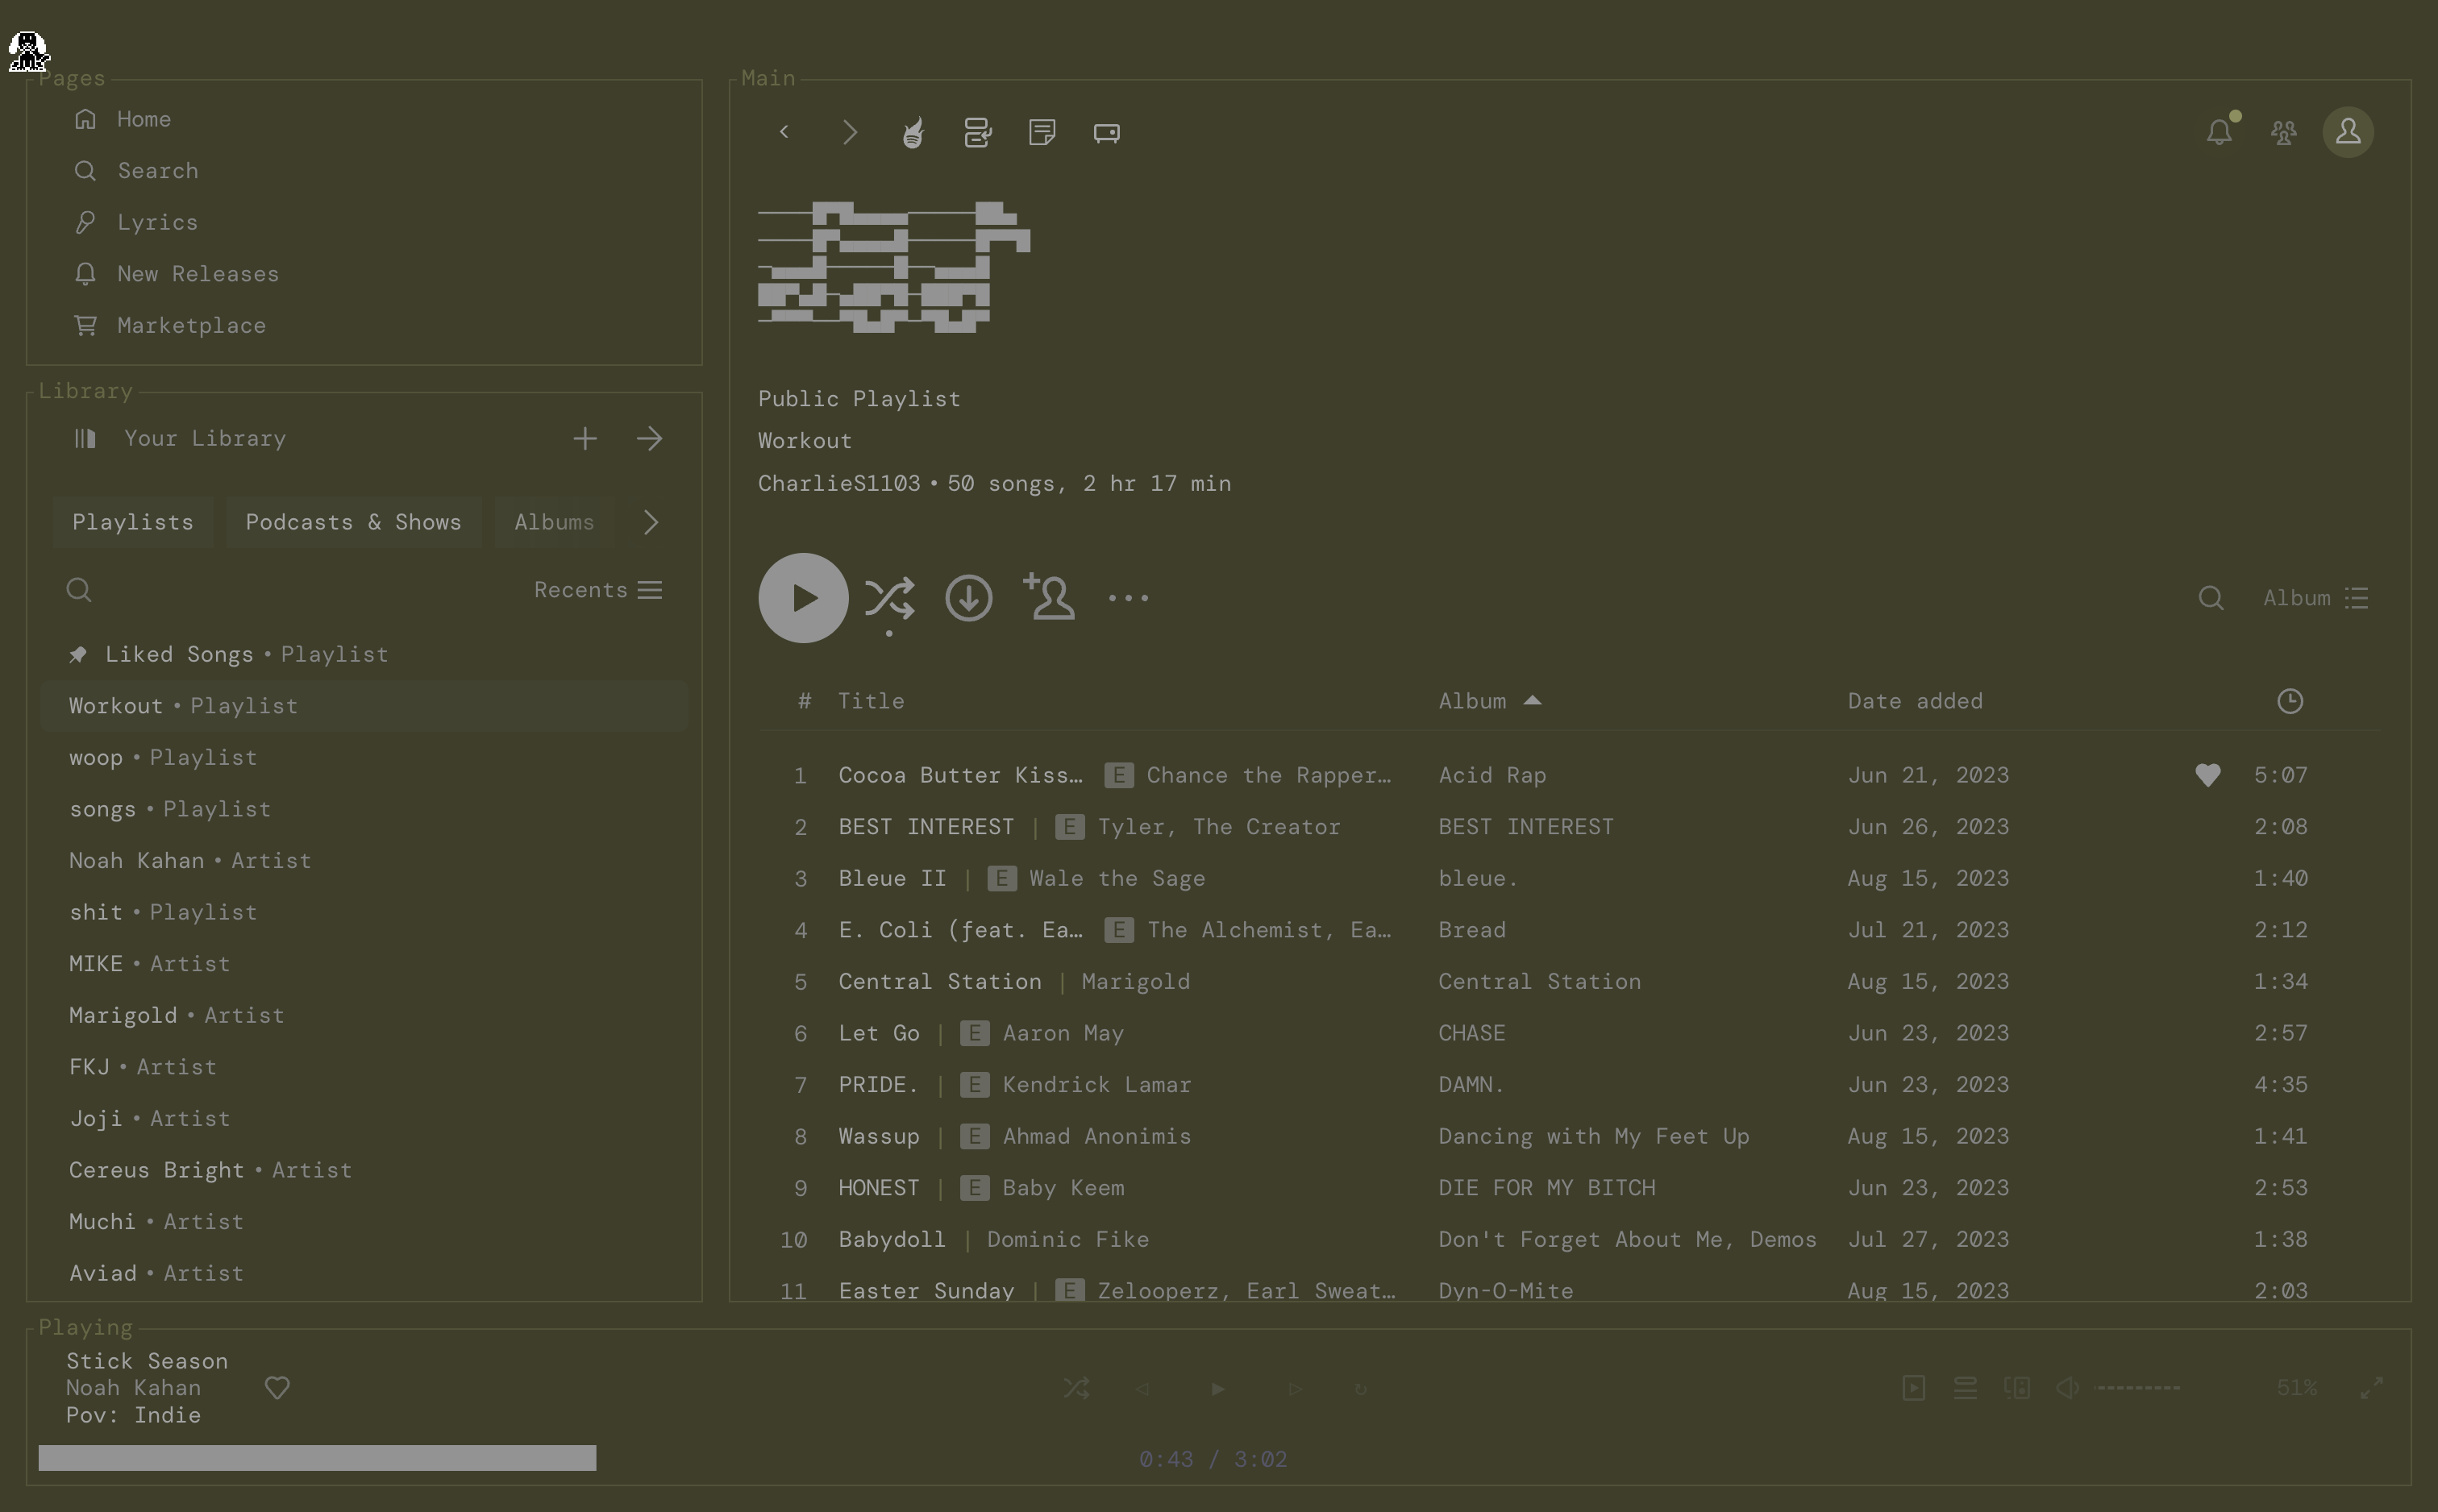 Pages
Home
Search
Lyrics
New Releases
Marketplace
Library
Your Library
Playlists Podcasts & Shows Albums
Recents
Liked Songs • Playlist
Workout • Playlist
woop • Playlist
songs • Playlist
Noah Kahan • Artist
shit • Playlist
MIKE • Artist
Marigold • Artist
FKJ • Artist
Joji • Artist
Cereus Bright • Artist
Muchi • Artist
Aviad • Artist
Main
Public Playlist
Workout
CharlieS1103 • 50 songs, 2 hr 17 min
Album
# Title Album Date added
1 Cocoa Butter Kiss… E Chance the Rapper… Acid Rap Jun 21, 2023 5:07
2 BEST INTEREST | E Tyler, The Creator BEST INTEREST Jun 26, 2023 2:08
3 Bleue II | E Wale the Sage bleue. Aug 15, 2023 1:40
4 E. Coli (feat. Ea… E The Alchemist, Ea… Bread Jul 21, 2023 2:12
5 Central Station | Marigold Central Station Aug 15, 2023 1:34
6 Let Go | E Aaron May CHASE Jun 23, 2023 2:57
7 PRIDE. | E Kendrick Lamar DAMN. Jun 23, 2023 4:35
8 Wassup | E Ahmad Anonimis Dancing with My Feet Up Aug 15, 2023 1:41
9 HONEST | E Baby Keem DIE FOR MY BITCH Jun 23, 2023 2:53
10 Babydoll | Dominic Fike Don't Forget About Me, Demos Jul 27, 2023 1:38
11 Easter Sunday | E Zelooperz, Earl Sweat… Dyn-O-Mite Aug 15, 2023 2:03
Playing
Stick Season
Noah Kahan
Pov: Indie
51%
0:43 / 3:02